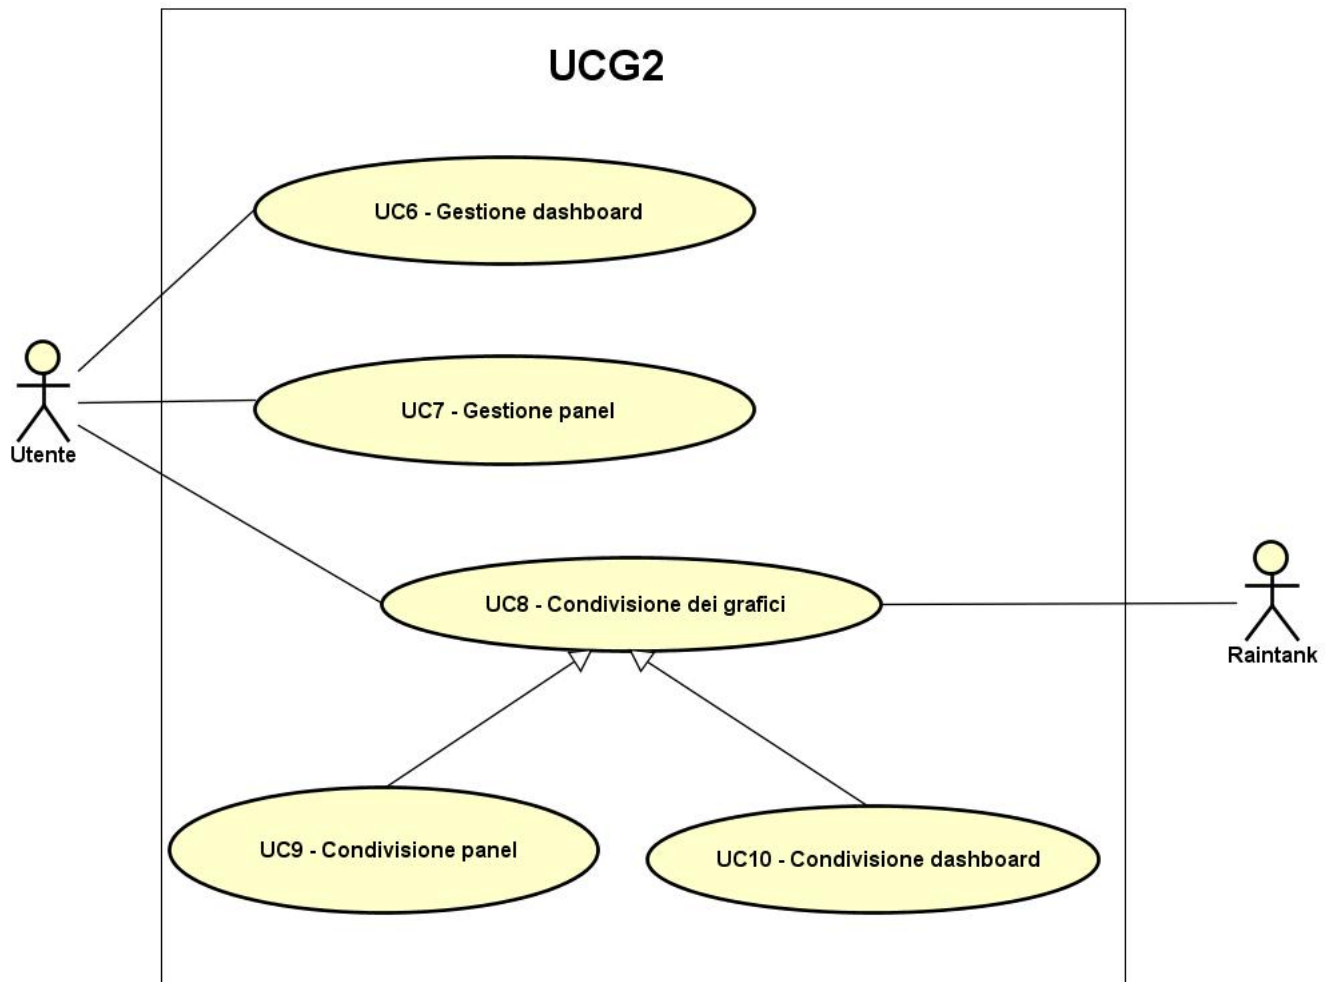 UCG2
UC6 - Gestione dashboard
UC7 - Gestione panel
Utente
UC8 - Condivisione dei grafici
Raintank
UC9 - Condivisione panel
UC10 - Condivisione dashboard